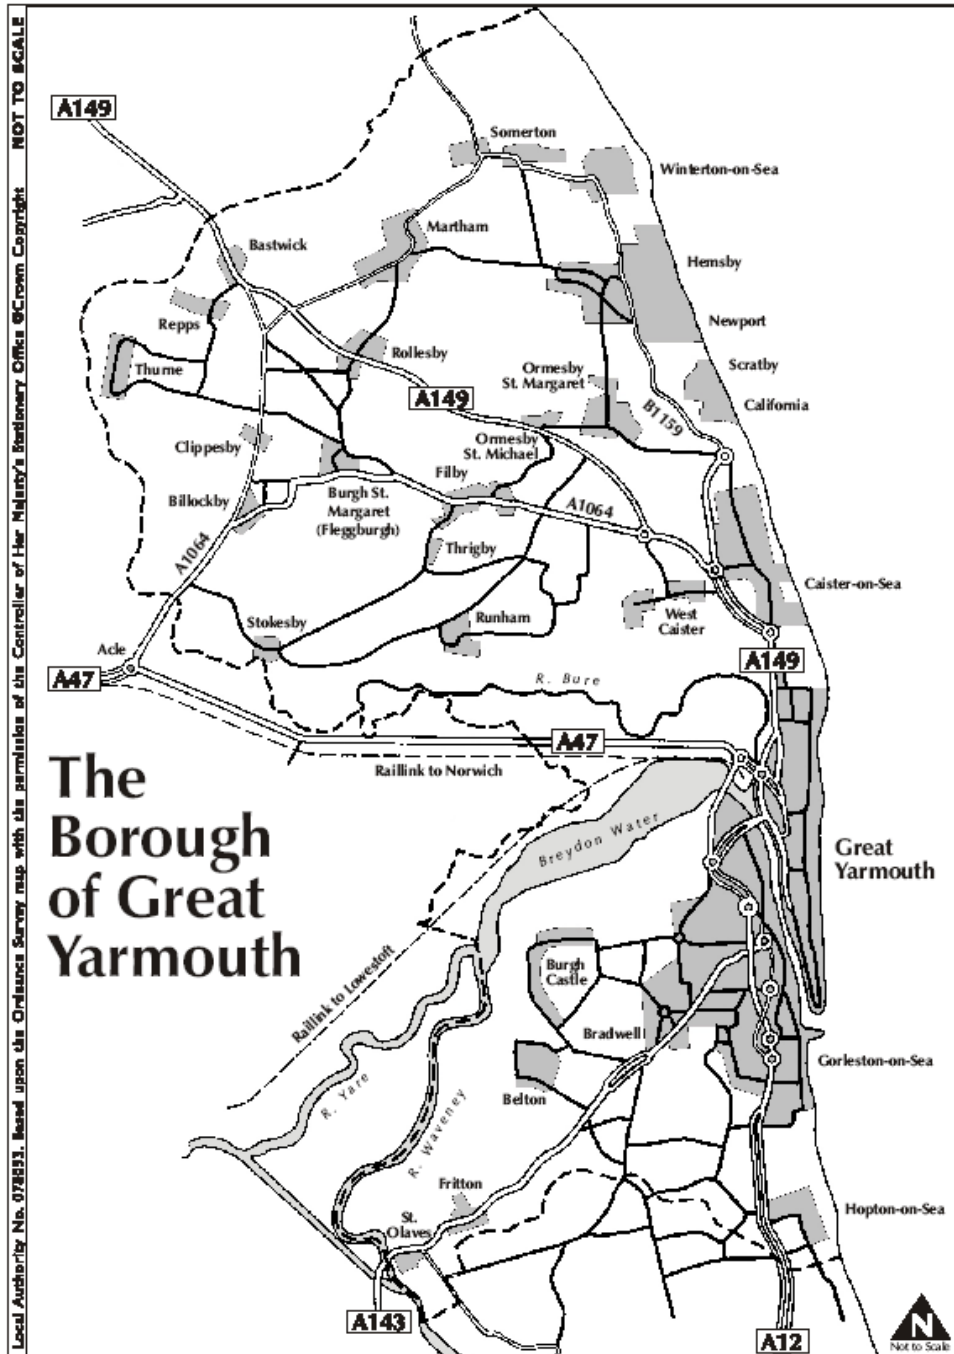 Local Authority No. 078093. Based upon the Ordnance Survey map with the permission of the Controller of Her Majesty's Stationery Office ©Crown Copyright NOT TO SCALE
A149
Somerton
Winterton-on-Sea
Martham
Bastwick
Hemsby
Repps
Newport
Rollesby
Thurne
Ormesby
St. Margaret
Scratby
A149
B1159
California
Clippesby
Ormesby
St. Michael
Filby
Billockby
Burgh St.
Margaret
(Fleggburgh)
A1064
A1064
Thrigby
Caister-on-Sea
Stokesby
Runham
West
Caister
Acle
A149
A47
R. Bure
A47
Raillink to Norwich
The
Borough
of Great
Yarmouth
Breydon Water
Great
Yarmouth
Raillink to Lowestoft
Burgh
Castle
Bradwell
Gorleston-on-Sea
R. Yare
Belton
R. Waveney
Fritton
St.
Olaves
Hopton-on-Sea
A143
A12
N
Not to Scale